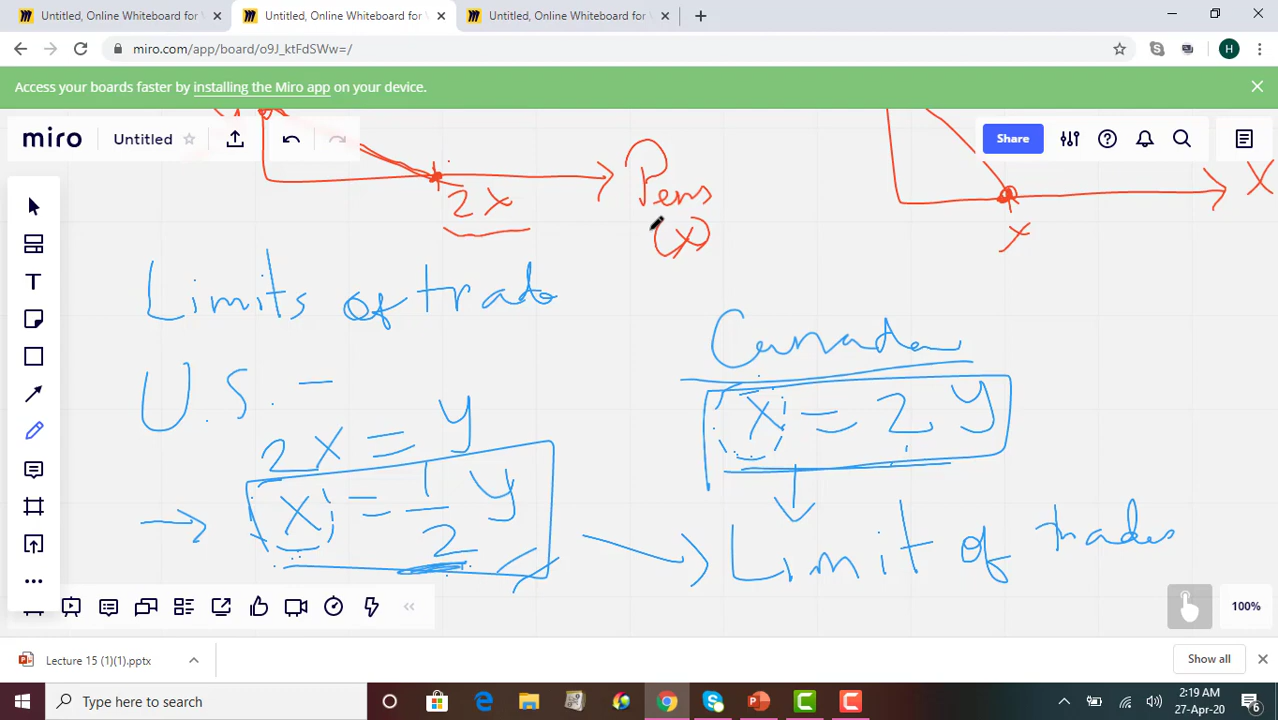 Untitled, Online Whiteboard for V
Untitled, Online Whiteboard for V
Untitled, Online Whiteboard for V
miro.com/app/board/o9J_ktFdSWw=/
H
Access your boards faster by installing the Miro app on your device.
miro
Untitled
Share
2x
Pens
(x)
x
X
Limits of trade
U.S. -
2x = y
→ x = 1/2 y
Canada
x = 2y
Limit of trades
100%
Lecture 15 (1)(1).pptx
Show all
Type here to search
2:19 AM
27-Apr-20
6